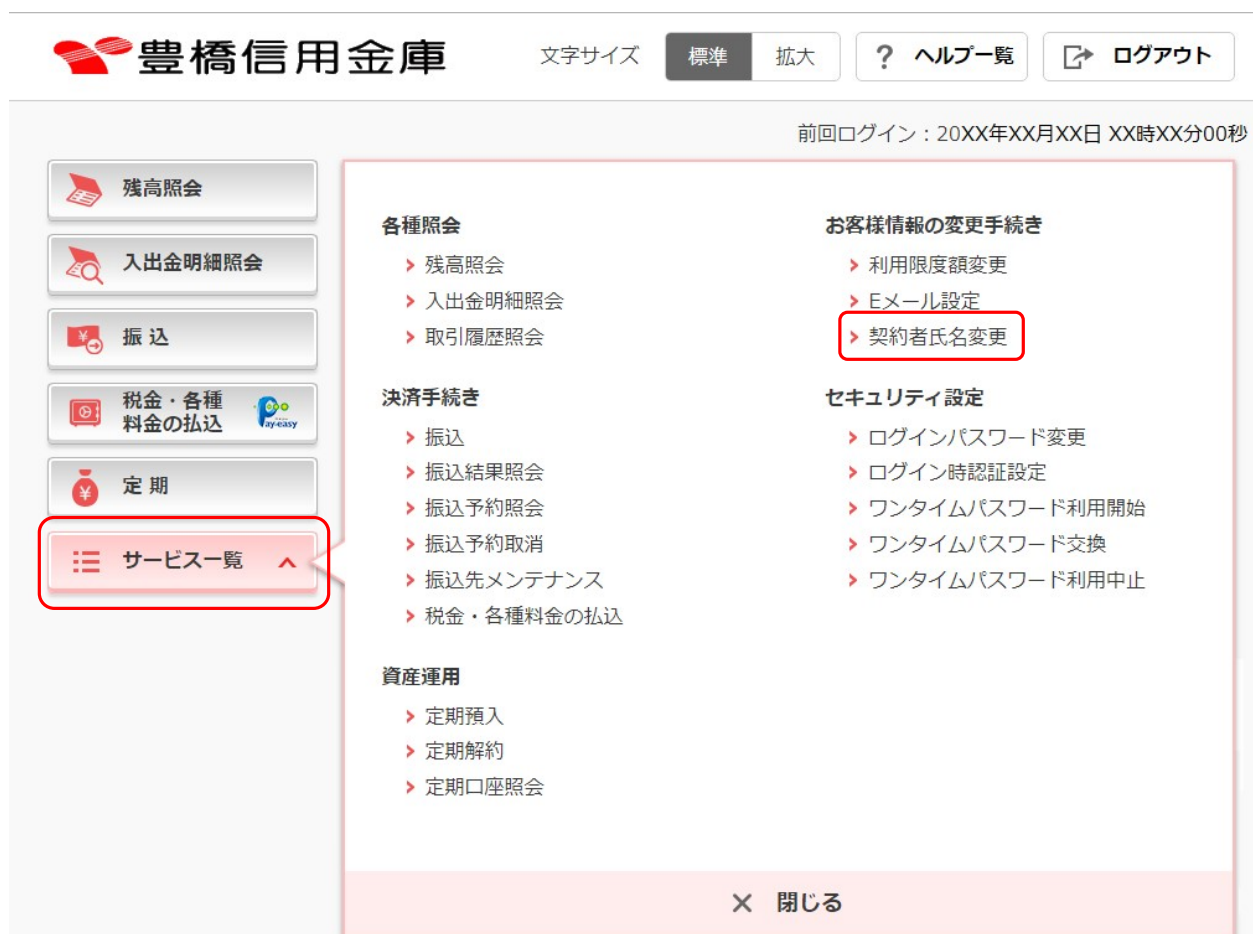 豊橋信用金庫
文字サイズ 標準 拡大 ? ヘルプ一覧 ログアウト
前回ログイン：20XX年XX月XX日 XX時XX分00秒
残高照会
入出金明細照会
振込
税金・各種
料金の払込
Pay-easy
定期
サービス一覧
各種照会
残高照会
入出金明細照会
取引履歴照会
決済手続き
振込
振込結果照会
振込予約照会
振込予約取消
振込先メンテナンス
税金・各種料金の払込
資産運用
定期預入
定期解約
定期口座照会
お客様情報の変更手続き
利用限度額変更
Eメール設定
契約者氏名変更
セキュリティ設定
ログインパスワード変更
ログイン時認証設定
ワンタイムパスワード利用開始
ワンタイムパスワード交換
ワンタイムパスワード利用中止
× 閉じる